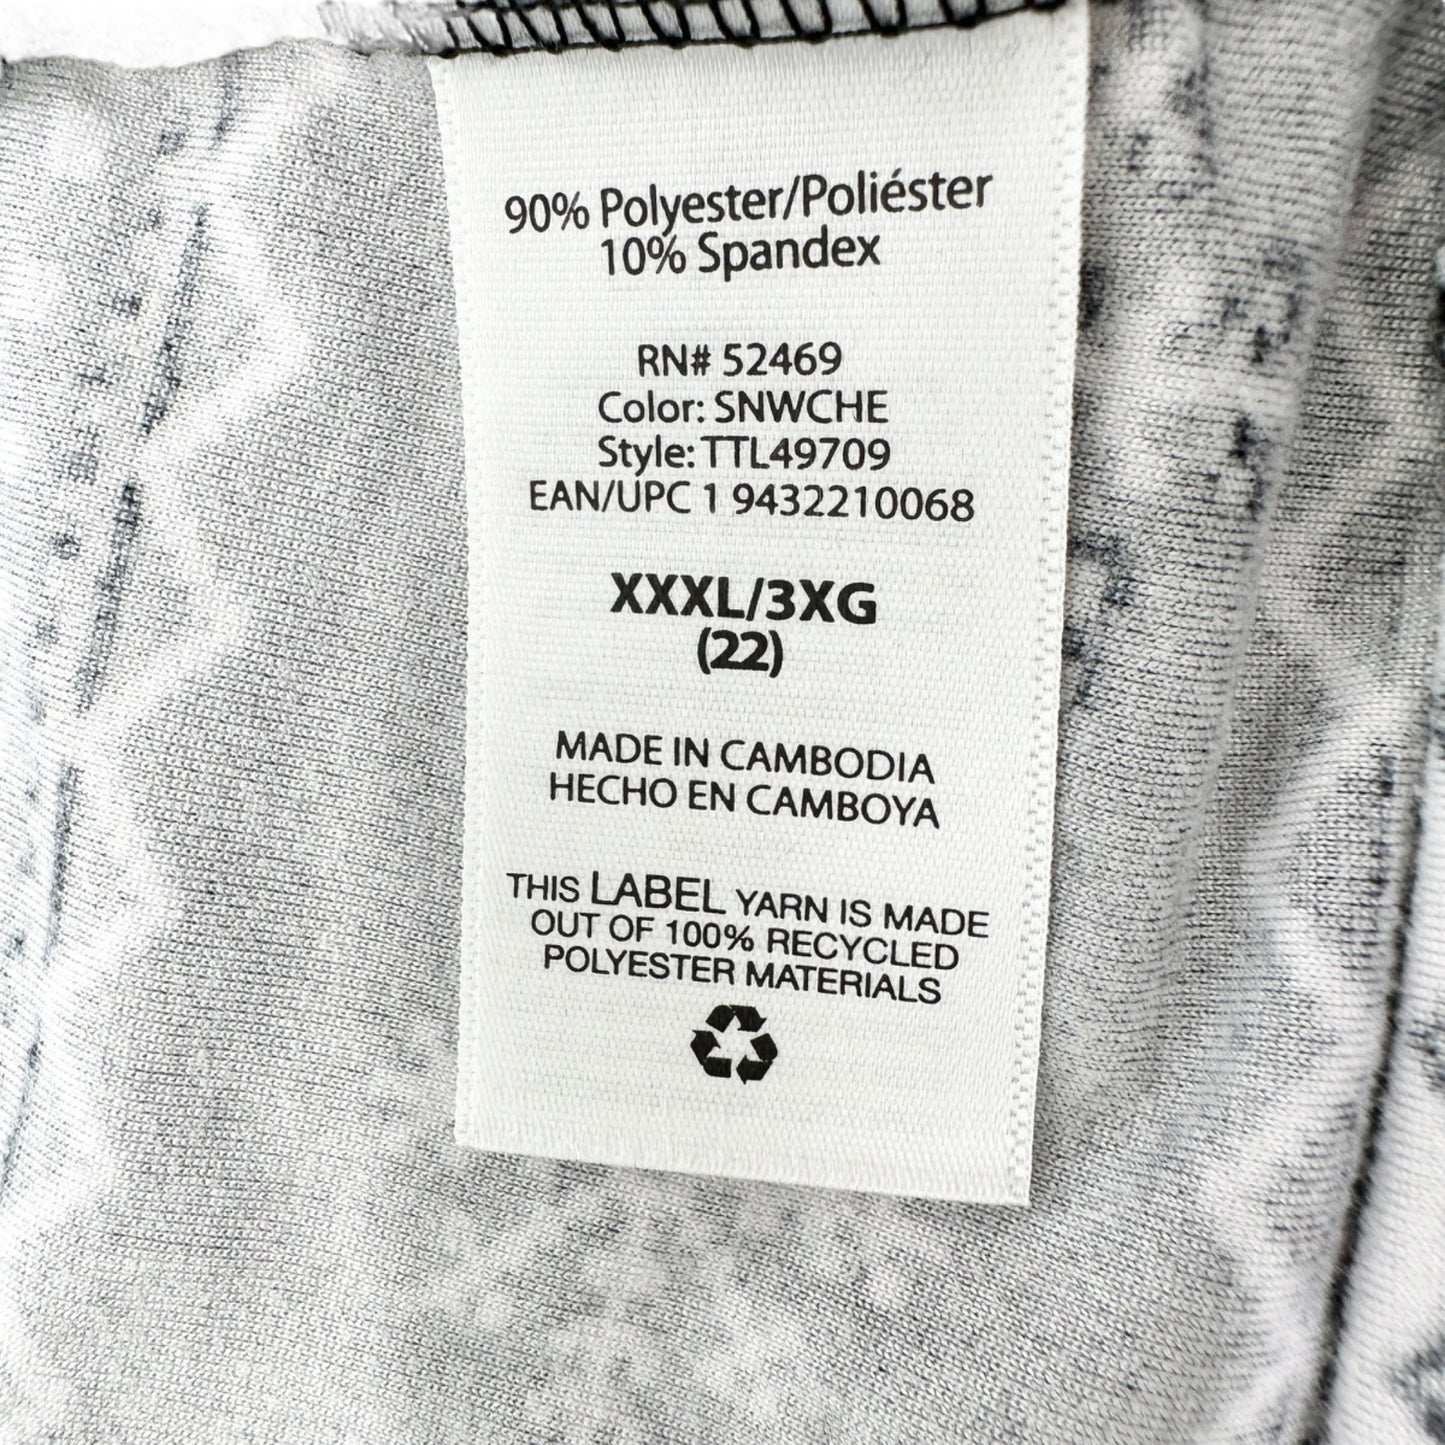 90% Polyester/Poliéster
10% Spandex
RN# 52469
Color: SNWCHE
Style: TTL49709
EAN/UPC 1 9432210068
XXXL/3XG
(22)
MADE IN CAMBODIA
HECHO EN CAMBOYA
THIS LABEL YARN IS MADE
OUT OF 100% RECYCLED
POLYESTER MATERIALS